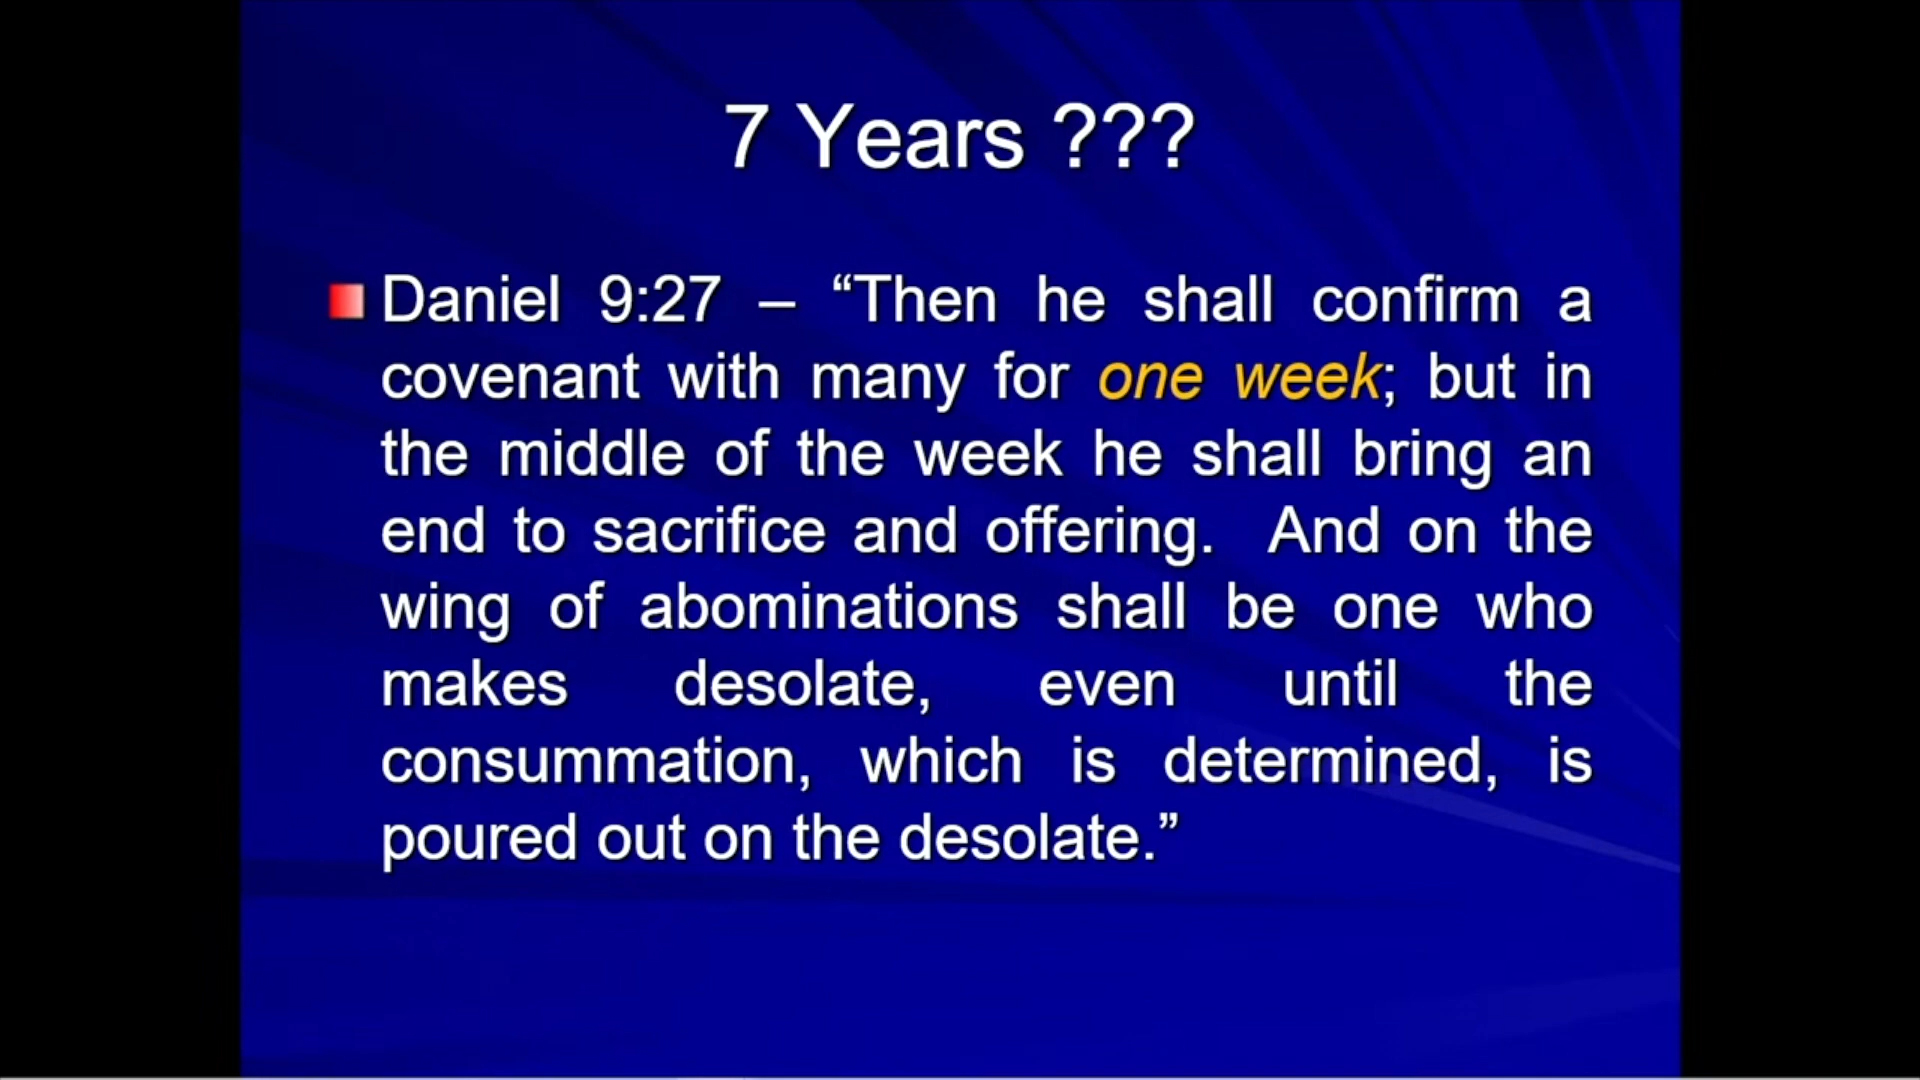 7 Years ???
Daniel 9:27 – “Then he shall confirm a
covenant with many for one week; but in
the middle of the week he shall bring an
end to sacrifice and offering.  And on the
wing of abominations shall be one who
makes desolate, even until the
consummation, which is determined, is
poured out on the desolate.”